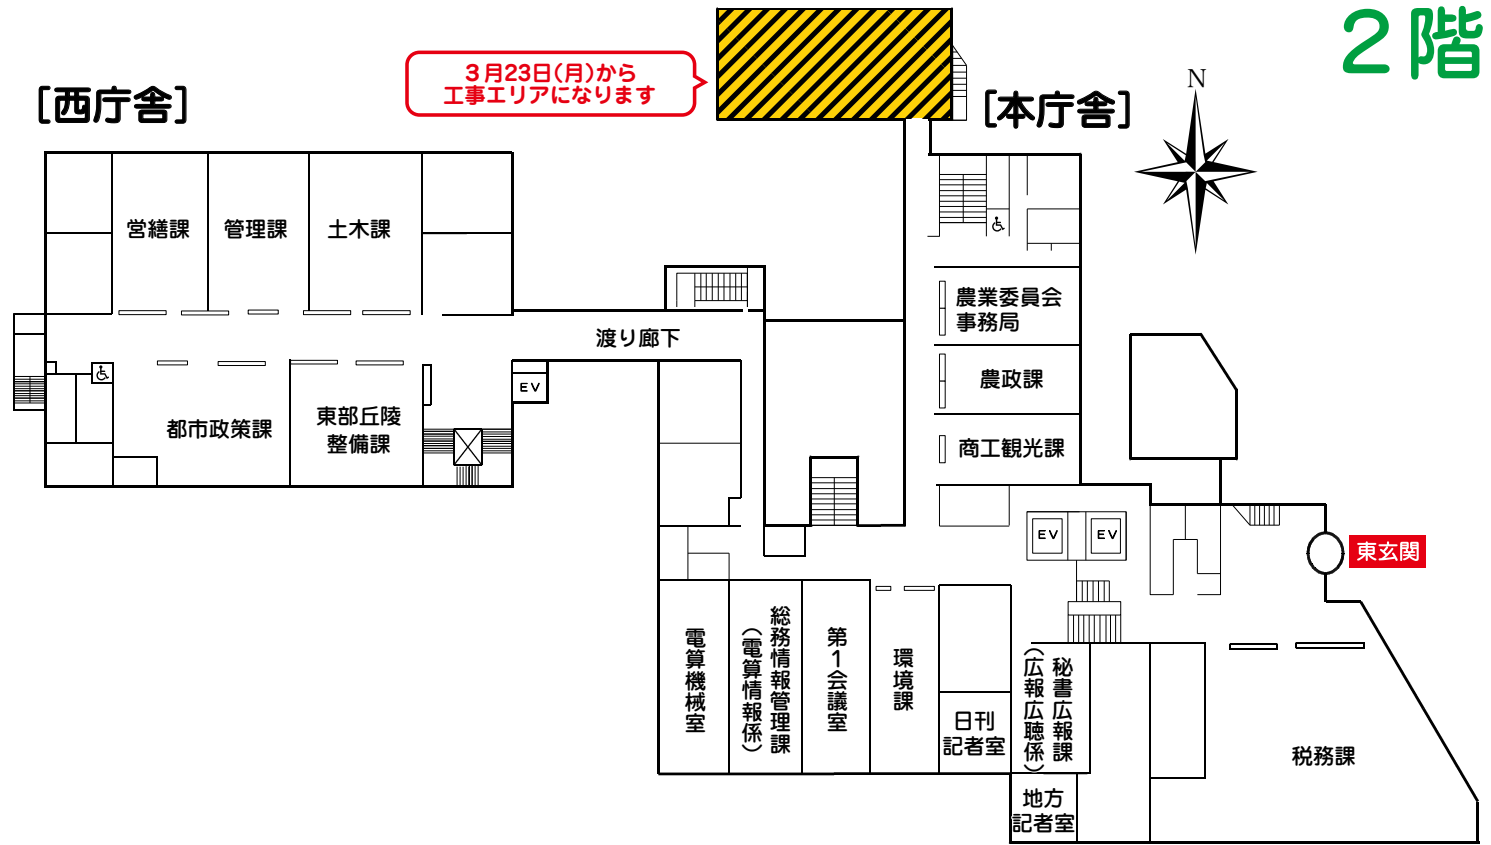 ２階
３月23日(月)から
工事エリアになります
[西庁舎]
[本庁舎]
N
営繕課
管理課
土木課
農業委員会
事務局
渡り廊下
農政課
EV
都市政策課
東部丘陵
整備課
商工観光課
EV
EV
東玄関
電算機械室
総務情報管理課
(電算情報係)
第1会議室
環境課
日刊
記者室
秘書広報課
(広報広聴係)
税務課
地方
記者室